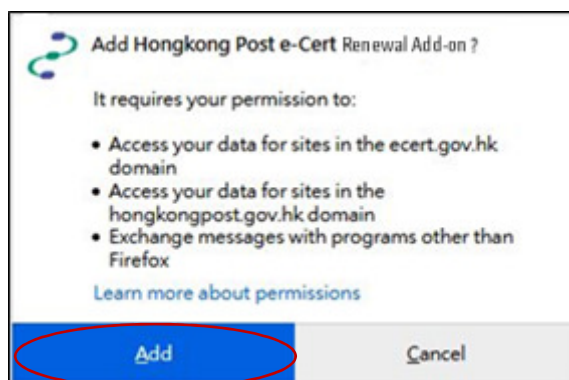 Add Hongkong Post e-Cert Renewal Add-on ?
It requires your permission to:
• Access your data for sites in the ecert.gov.hk
domain
• Access your data for sites in the
hongkongpost.gov.hk domain
• Exchange messages with programs other than
Firefox
Learn more about permissions
Add
Cancel